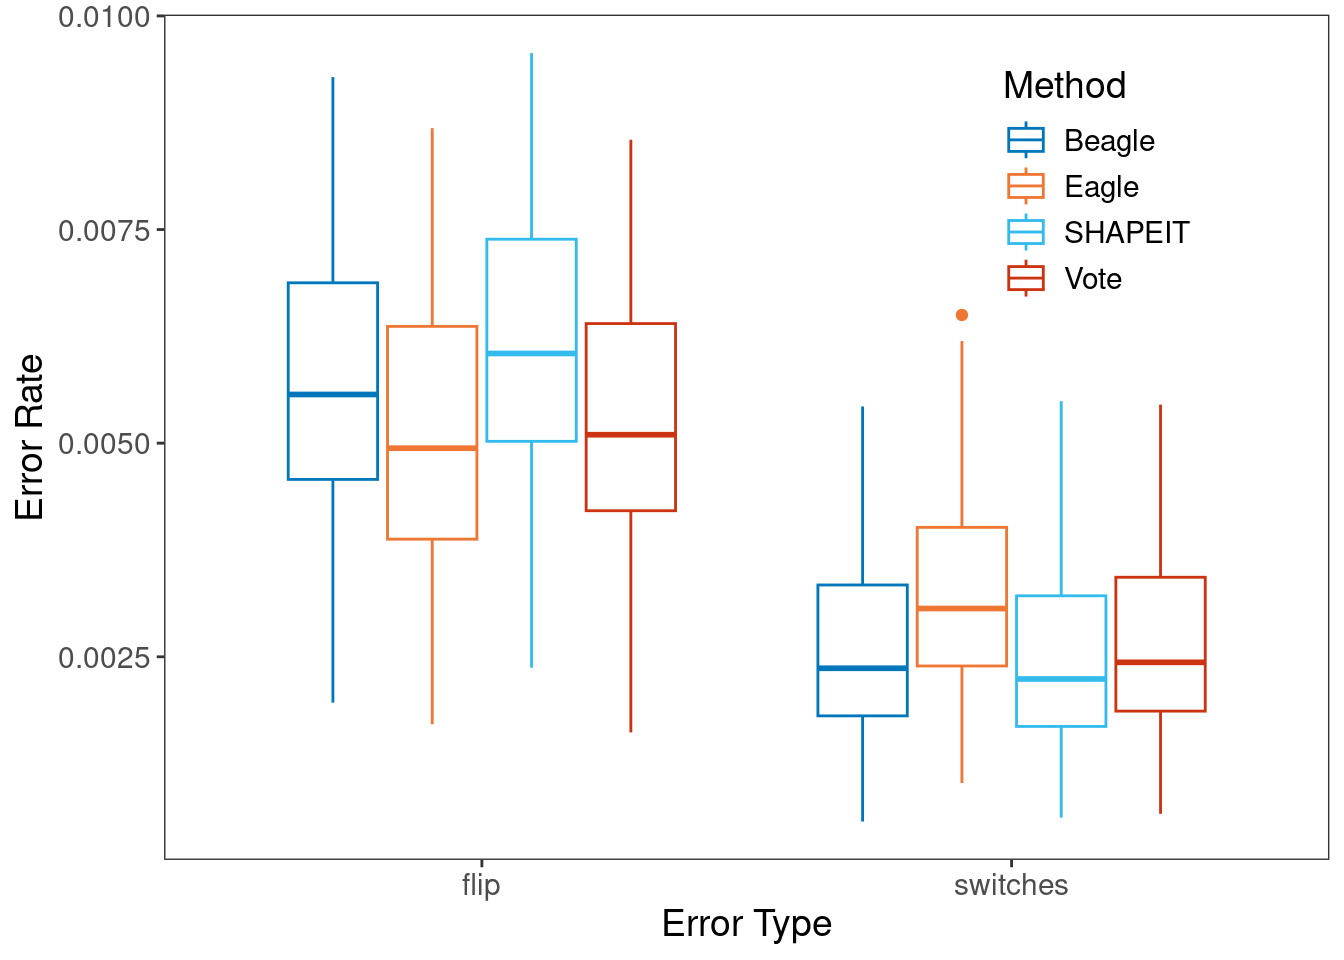 0.0100
0.0075
0.0050
0.0025
Error Rate
Method
Beagle
Eagle
SHAPEIT
Vote
flip
switches
Error Type